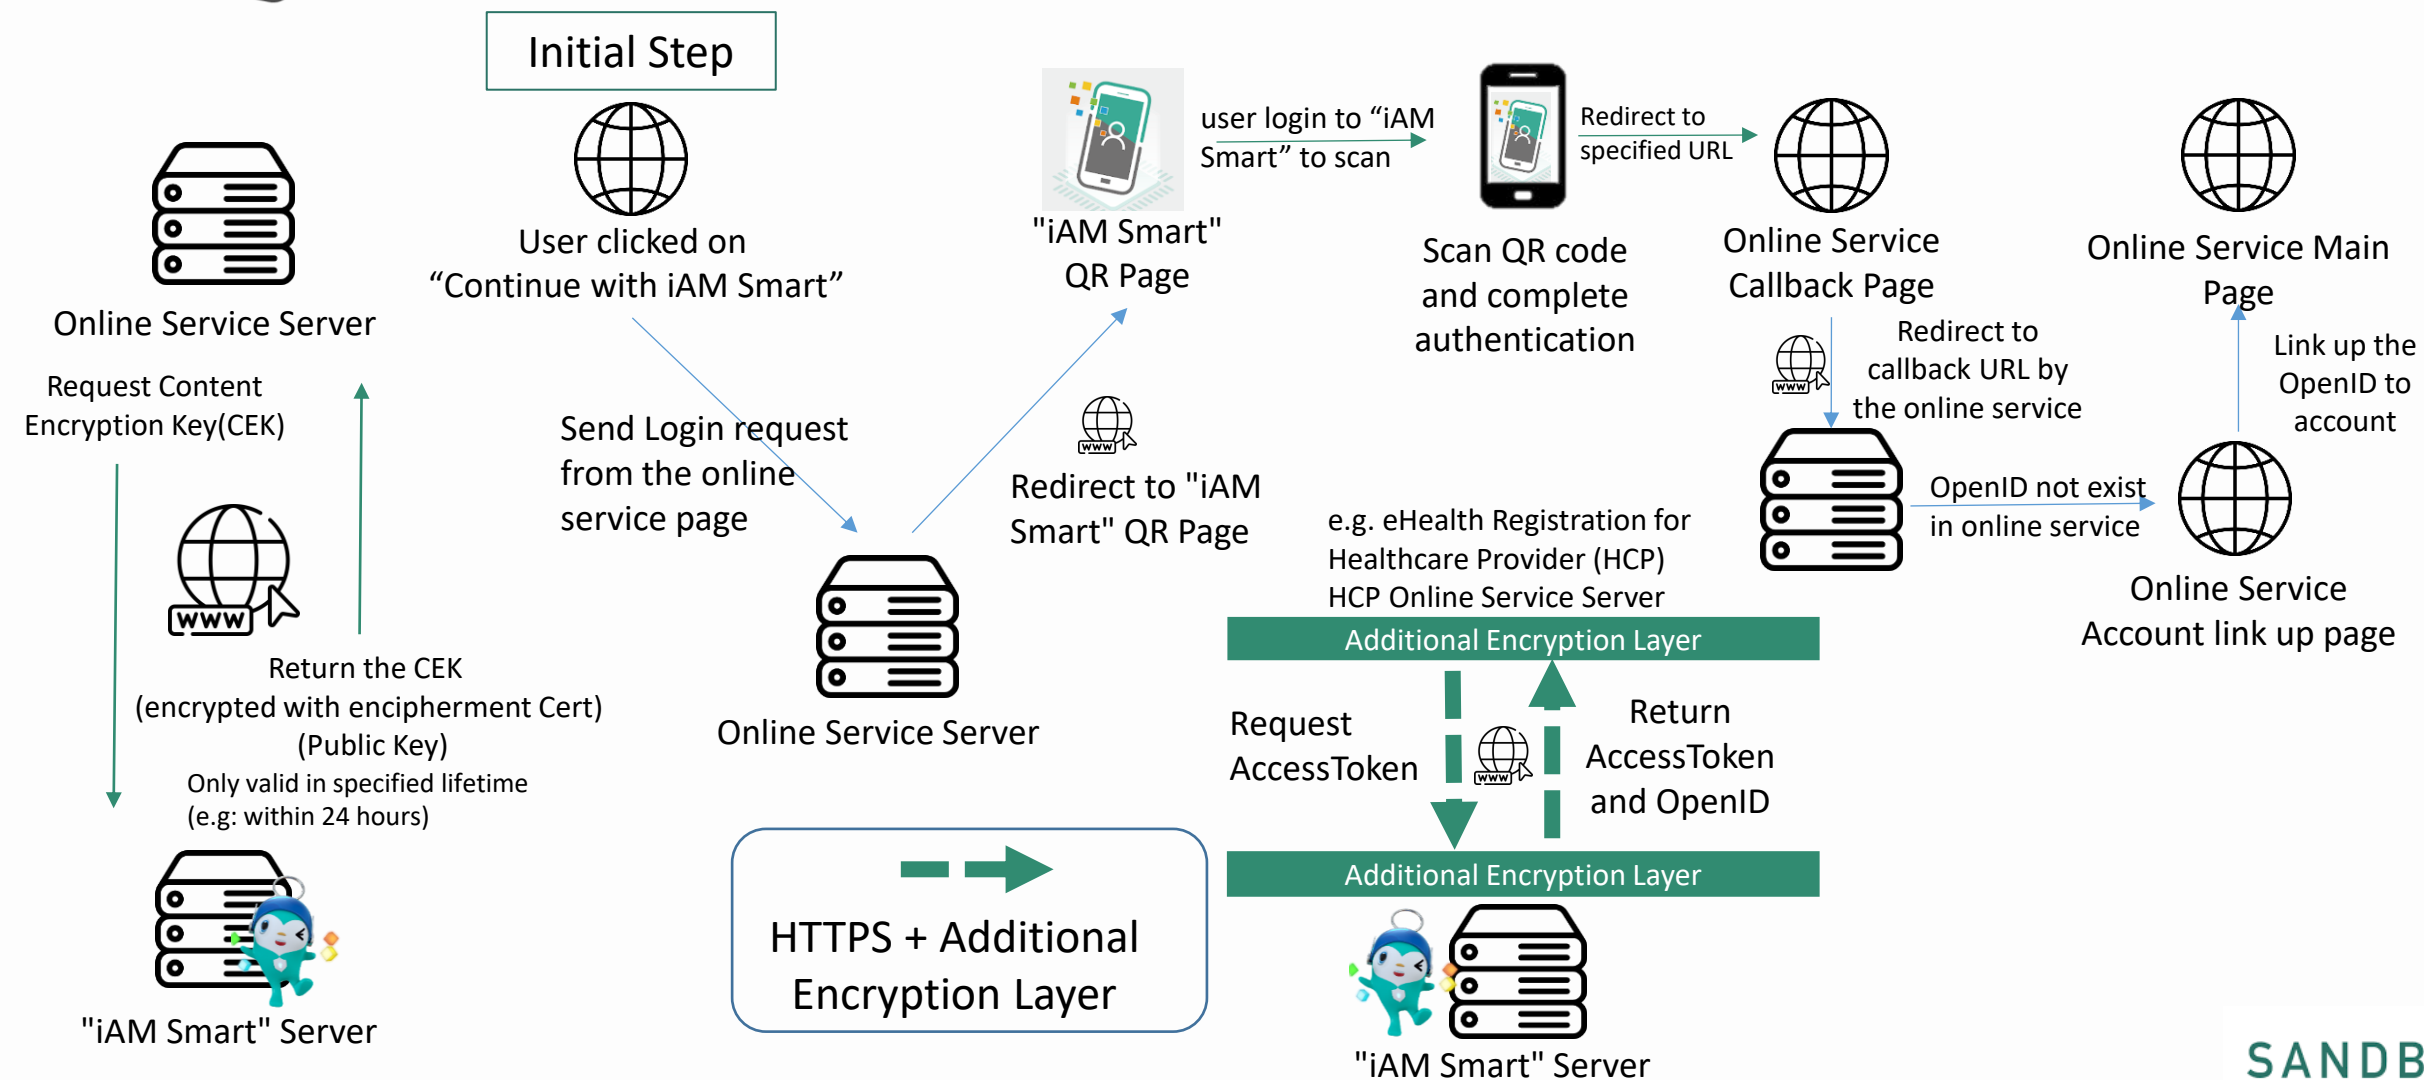 Initial Step
Online Service Server
Request Content
Encryption Key(CEK)
WWW
Return the CEK
(encrypted with encipherment Cert)
(Public Key)
Only valid in specified lifetime
(e.g: within 24 hours)
"iAM Smart" Server
User clicked on
“Continue with iAM Smart”
Send Login request
from the online
service page
Online Service Server
WWW
Redirect to "iAM
Smart" QR Page
"iAM Smart"
QR Page
user login to “iAM
Smart” to scan
Scan QR code
and complete
authentication
Redirect to
specified URL
Online Service
Callback Page
WWW
Redirect to
callback URL by
the online service
e.g. eHealth Registration for
Healthcare Provider (HCP)
HCP Online Service Server
Additional Encryption Layer
Request
AccessToken
WWW
Return
AccessToken
and OpenID
Additional Encryption Layer
"iAM Smart" Server
OpenID not exist
in online service
Online Service
Account link up page
Link up the
OpenID to
account
Online Service Main
Page
HTTPS + Additional
Encryption Layer
SANDB